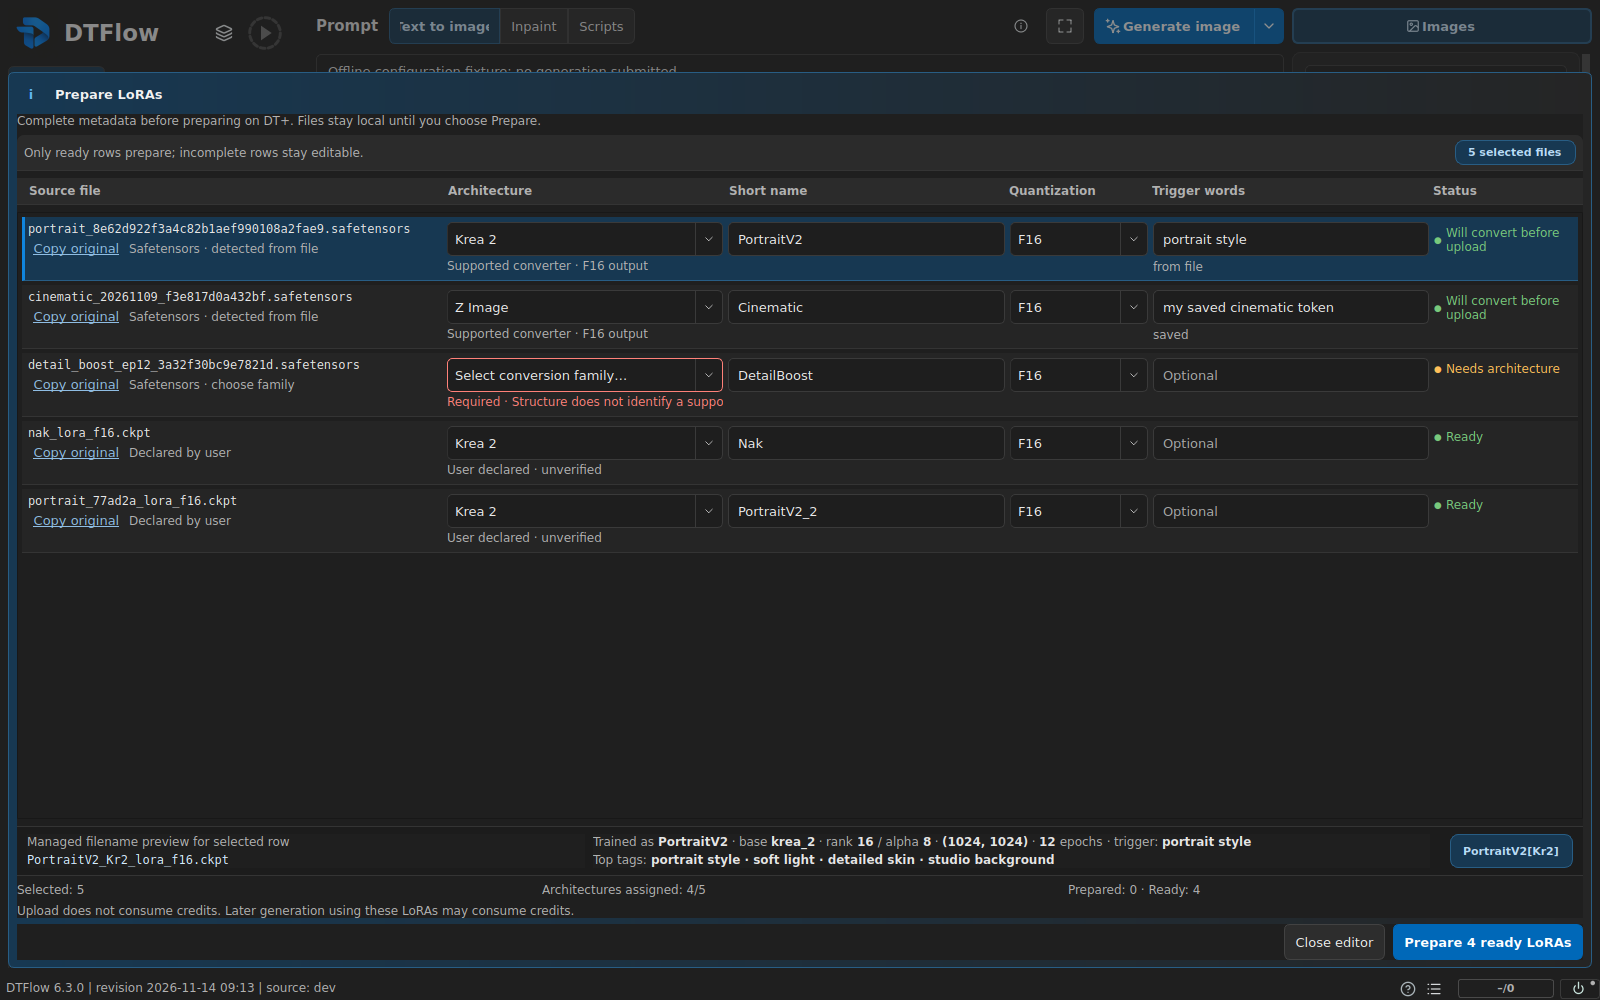 DTFlow
Prompt
Text to image
Inpaint
Scripts
Generate image
Images
Offline configuration fixture: no generation submitted
i Prepare LoRAs
Complete metadata before preparing on DT+. Files stay local until you choose Prepare.
Only ready rows prepare; incomplete rows stay editable.
5 selected files
Source file Architecture Short name Quantization Trigger words Status
portrait_8e62d922f3a4c82b1aef990108a2fae9.safetensors
Copy original Safetensors · detected from file
Krea 2
Supported converter · F16 output
PortraitV2
F16
portrait style
from file
Will convert before
upload
cinematic_20261109_f3e817d0a432bf.safetensors
Copy original Safetensors · detected from file
Z Image
Supported converter · F16 output
Cinematic
F16
my saved cinematic token
saved
Will convert before
upload
detail_boost_ep12_3a32f30bc9e7821d.safetensors
Copy original Safetensors · choose family
Select conversion family...
Required · Structure does not identify a suppo
DetailBoost
F16
Optional
Needs architecture
nak_lora_f16.ckpt
Copy original Declared by user
Krea 2
User declared · unverified
Nak
F16
Optional
Ready
portrait_77ad2a_lora_f16.ckpt
Copy original Declared by user
Krea 2
User declared · unverified
PortraitV2_2
F16
Optional
Ready
Managed filename preview for selected row
PortraitV2_Kr2_lora_f16.ckpt
Trained as PortraitV2 · base krea_2 · rank 16 / alpha 8 · (1024, 1024) · 12 epochs · trigger: portrait style
Top tags: portrait style · soft light · detailed skin · studio background
PortraitV2[Kr2]
Selected: 5
Architectures assigned: 4/5
Prepared: 0 · Ready: 4
Upload does not consume credits. Later generation using these LoRAs may consume credits.
Close editor
Prepare 4 ready LoRAs
DTFlow 6.3.0 | revision 2026-11-14 09:13 | source: dev
–/0